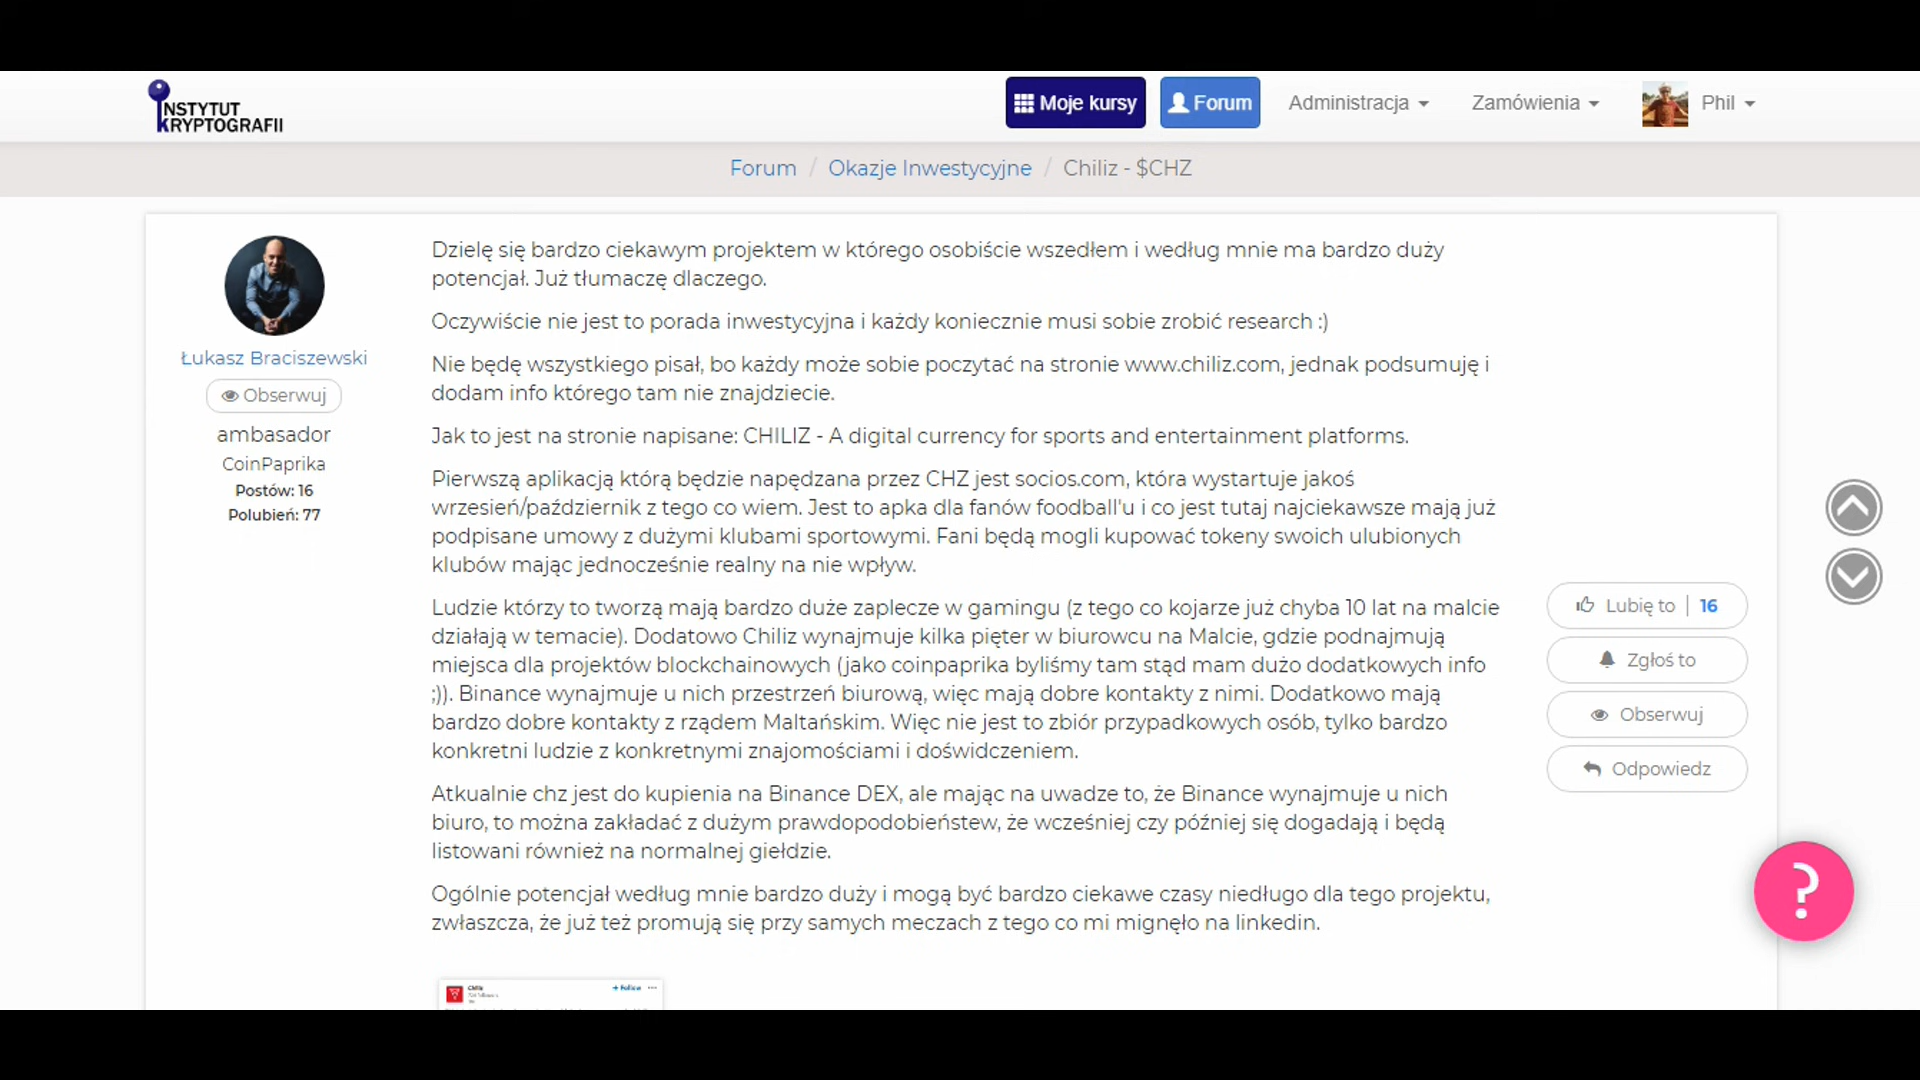 INSTYTUT
KRYPTOGRAFII
Moje kursy
Forum
Administracja
Zamówienia
Phil
Forum / Okazje Inwestycyjne / Chiliz - $CHZ
Łukasz Braciszewski
Obserwuj
ambasador
CoinPaprika
Postów: 16
Polubień: 77
Dzielę się bardzo ciekawym projektem w którego osobiście wszedłem i według mnie ma bardzo duży
potencjał. Już tłumaczę dlaczego.
Oczywiście nie jest to porada inwestycyjna i każdy koniecznie musi sobie zrobić research :)
Nie będę wszystkiego pisał, bo każdy może sobie poczytać na stronie www.chiliz.com, jednak podsumuję i
dodam info którego tam nie znajdziecie.
Jak to jest na stronie napisane: CHILIZ - A digital currency for sports and entertainment platforms.
Pierwszą aplikacją którą będzie napędzana przez CHZ jest socios.com, która wystartuje jakoś
wrzesień/październik z tego co wiem. Jest to apka dla fanów foodball'u i co jest tutaj najciekawsze mają już
podpisane umowy z dużymi klubami sportowymi. Fani będą mogli kupować tokeny swoich ulubionych
klubów mając jednocześnie realny na nie wpływ.
Ludzie którzy to tworzą mają bardzo duże zaplecze w gamingu (z tego co kojarze już chyba 10 lat na malcie
działają w temacie). Dodatowo Chiliz wynajmuje kilka pięter w biurowcu na Malcie, gdzie podnajmują
miejsca dla projektów blockchainowych (jako coinpaprika byliśmy tam stąd mam dużo dodatkowych info
;)). Binance wynajmuje u nich przestrzeń biurową, więc mają dobre kontakty z nimi. Dodatkowo mają
bardzo dobre kontakty z rządem Maltańskim. Więc nie jest to zbiór przypadkowych osób, tylko bardzo
konkretni ludzie z konkretnymi znajomościami i doświdczeniem.
Atkualnie chz jest do kupienia na Binance DEX, ale mając na uwadze to, że Binance wynajmuje u nich
biuro, to można zakładać z dużym prawdopodobieństew, że wcześniej czy później się dogadają i będą
listowani również na normalnej giełdzie.
Ogólnie potencjał według mnie bardzo duży i mogą być bardzo ciekawe czasy niedługo dla tego projektu,
zwłaszcza, że już też promują się przy samych meczach z tego co mi mignęło na linkedin.
Lubię to | 16
Zgłoś to
Obserwuj
Odpowiedz
?
Chiliz
+ Follow ...